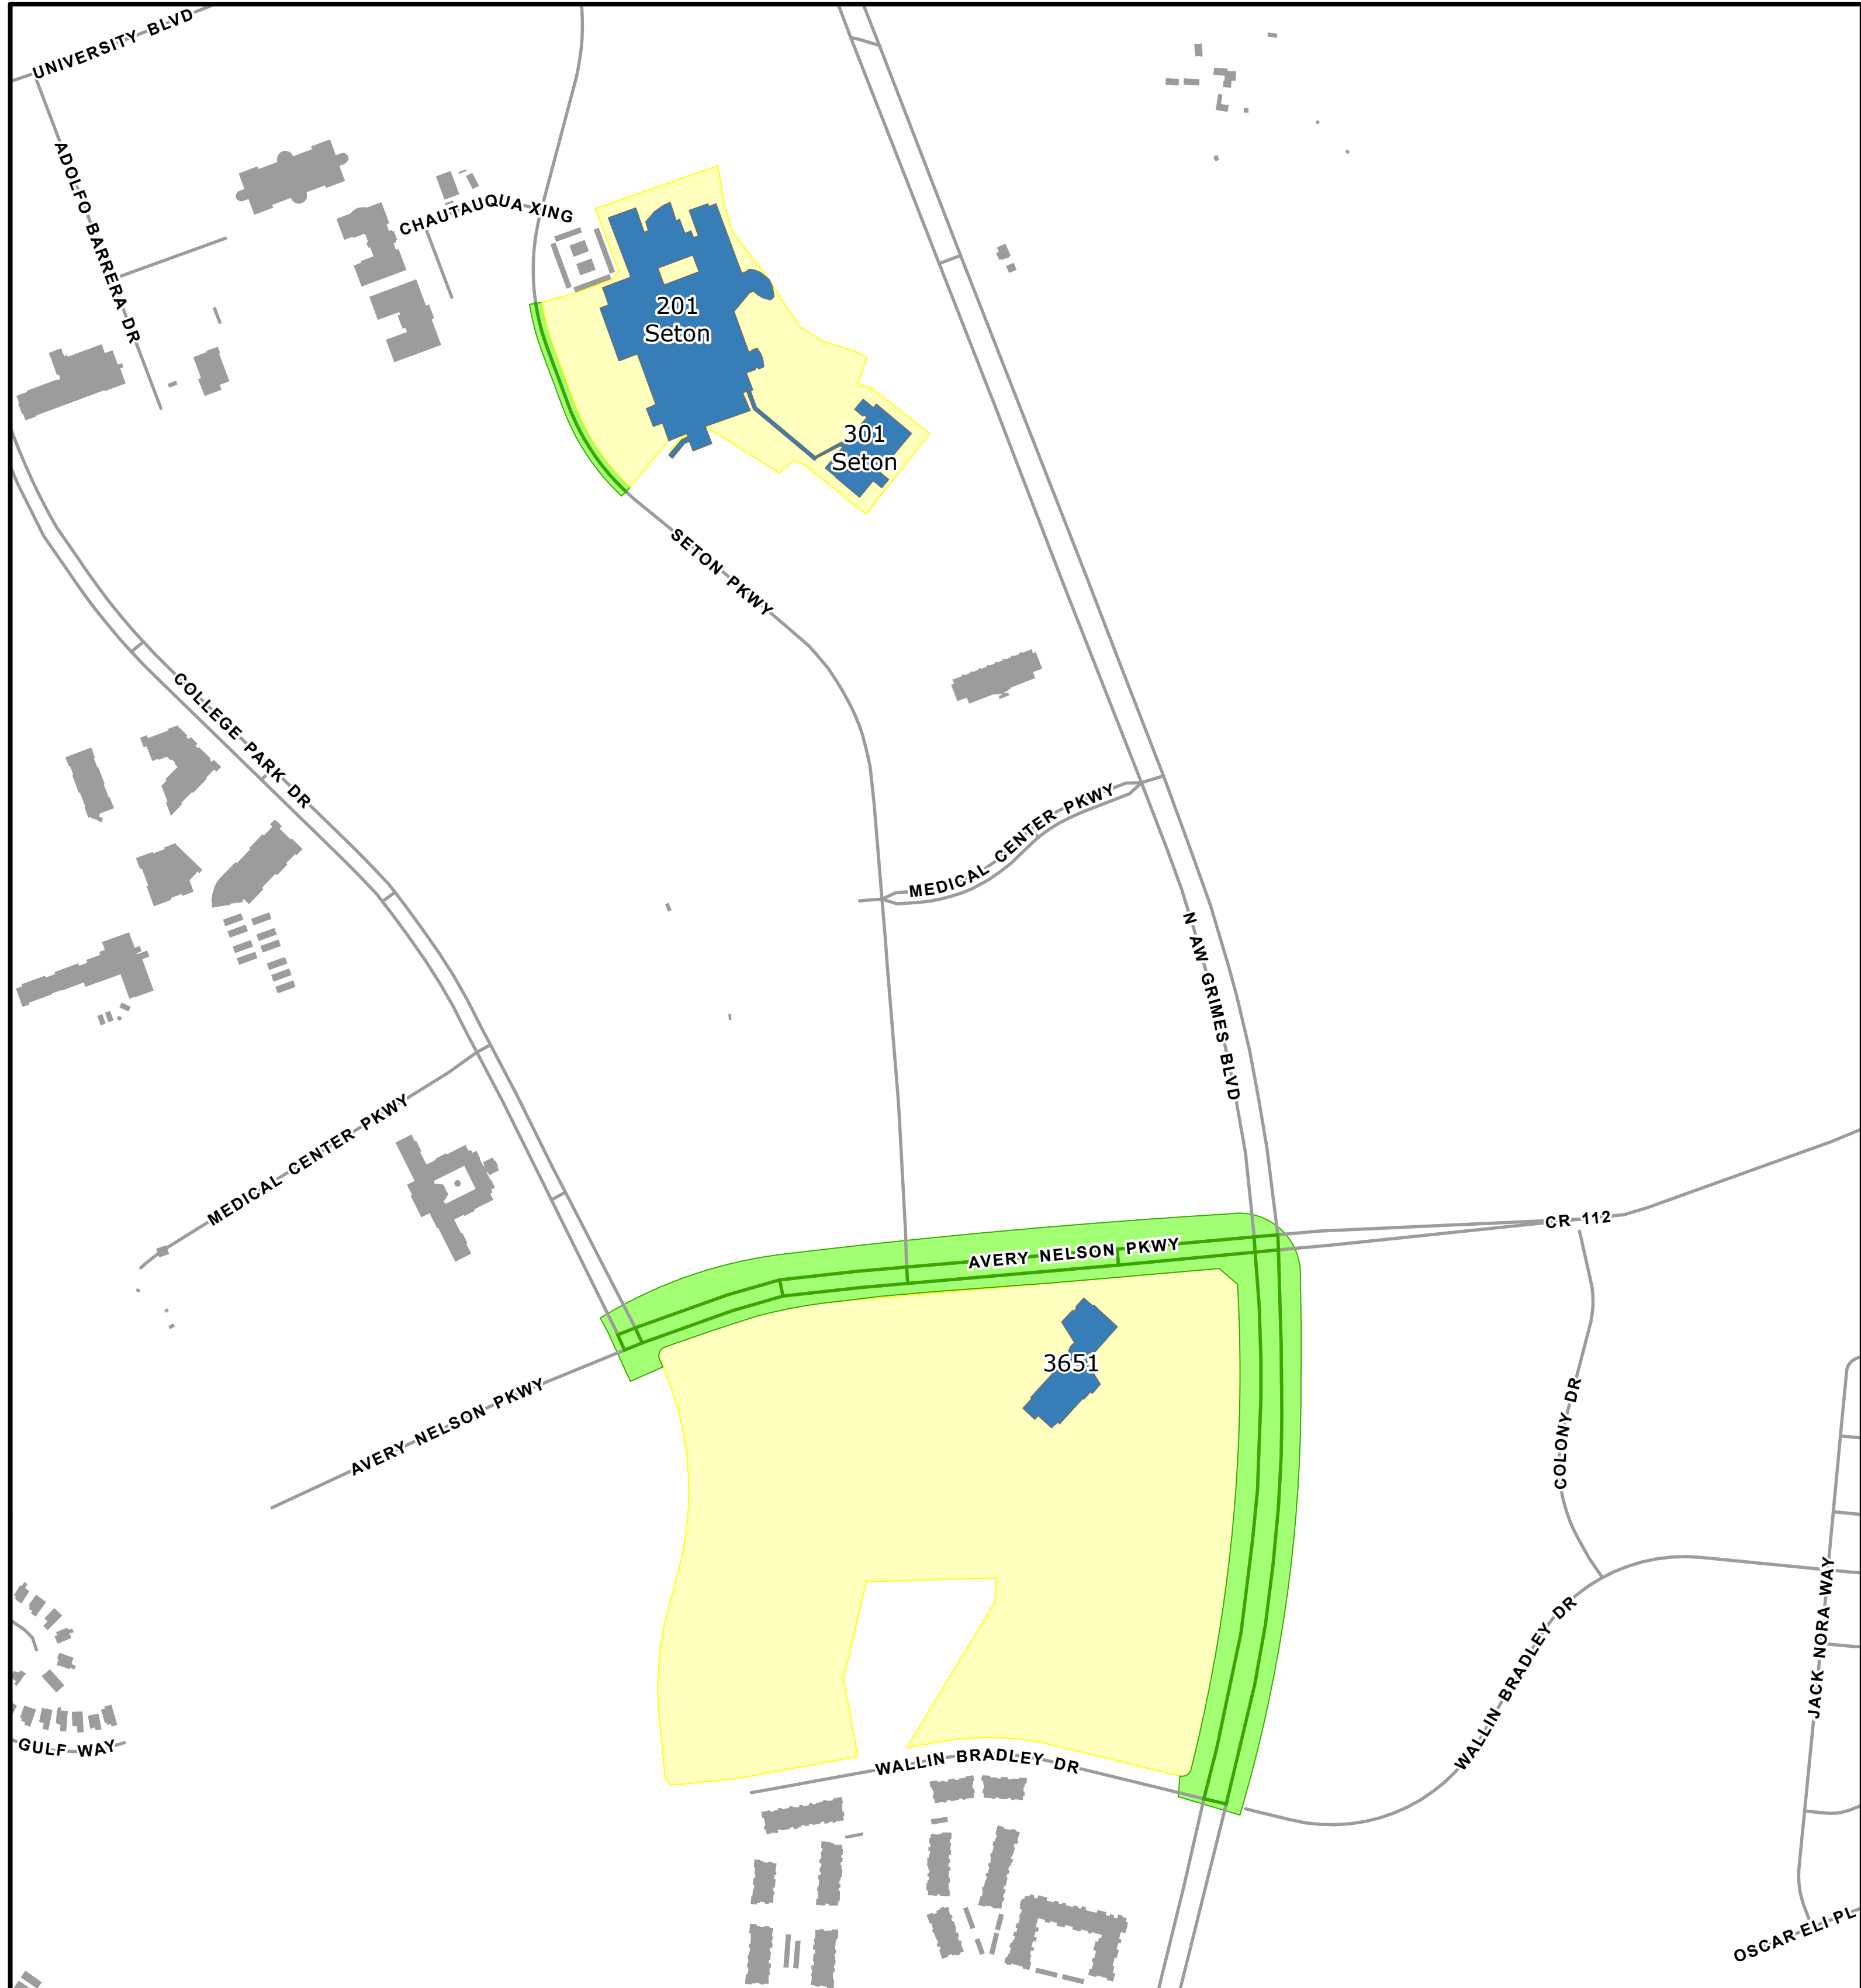 UNIVERSITY BLVD
ADOLFO BARRERA DR
CHAUTAUQUA XING
201
Seton
301
Seton
SETON PKWY
COLLEGE PARK DR
MEDICAL CENTER PKWY
N AW GRIMES BLVD
MEDICAL CENTER PKWY
AVERY NELSON PKWY
CR 112
3651
AVERY NELSON PKWY
COLONY DR
WALLIN BRADLEY DR
JACK NORA WAY
GULF WAY
WALLIN BRADLEY DR
OSCAR ELI PL